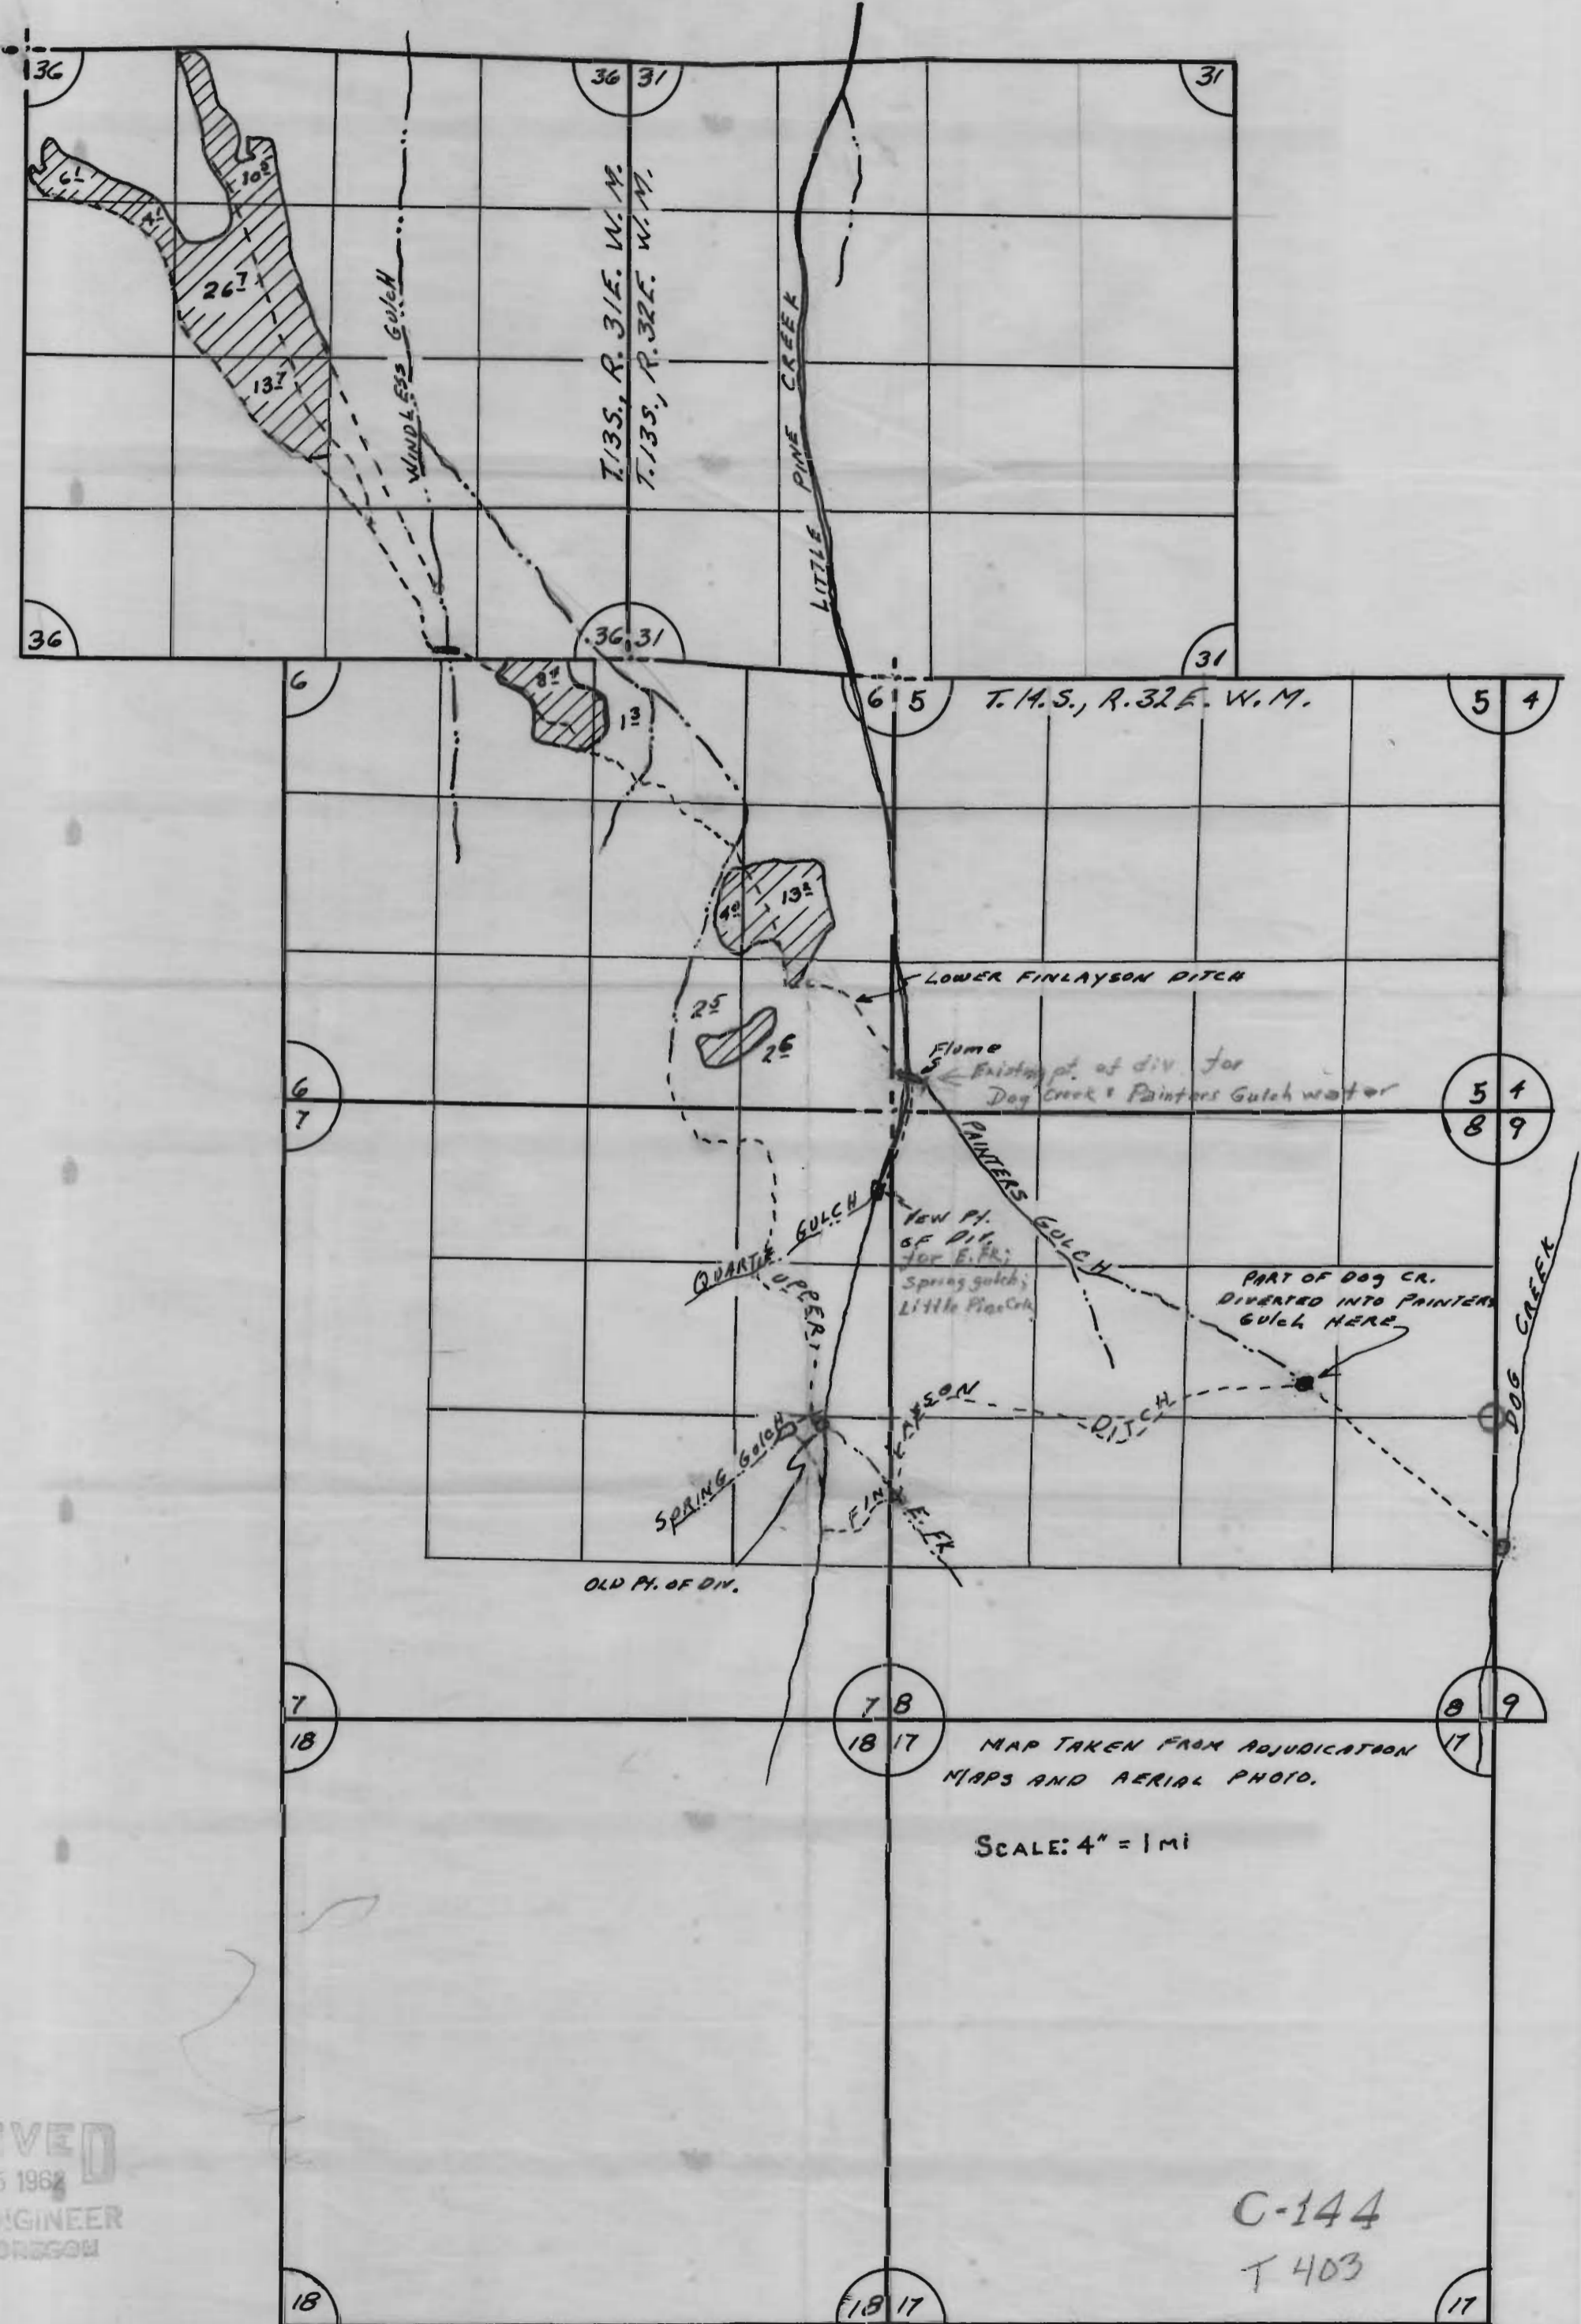 36
36 31
31
6 1
10 5
26 7
13 7
WINDLESS GULCH
T.13S., R.31E. W.M.
T.13S., R.32E. W.M.
LITTLE PINE CREEK
36
36 31
31
6
8 4
1 3
6 5
T.14.S., R.32E. W.M.
5 4
13
LOWER FINLAYSON DITCH
2 5
2 6
Flume
Existing pt. of div. for
Dog Creek & Painters Gulch water
6
7
5 4
8 9
PAINTERS GULCH
QUARTZ GULCH
NEW Pt.
OF DIV.
for E. Fk;
Spring gulch;
Little Pine Crk
UPPER
PART OF DOG CR.
DIVERTED INTO PAINTERS
GULCH HERE
DOG CREEK
FINLAYSON
DITCH
SPRING GULCH
E. FK.
OLD Pt. OF DIV.
7
18
7 8
18 17
8 9
17
MAP TAKEN FROM ADJUDICATOON
MAPS AND AERIAL PHOTO.
SCALE: 4" = 1 Mi
1962
OREGON
C-144
T 403
18
18 17
17